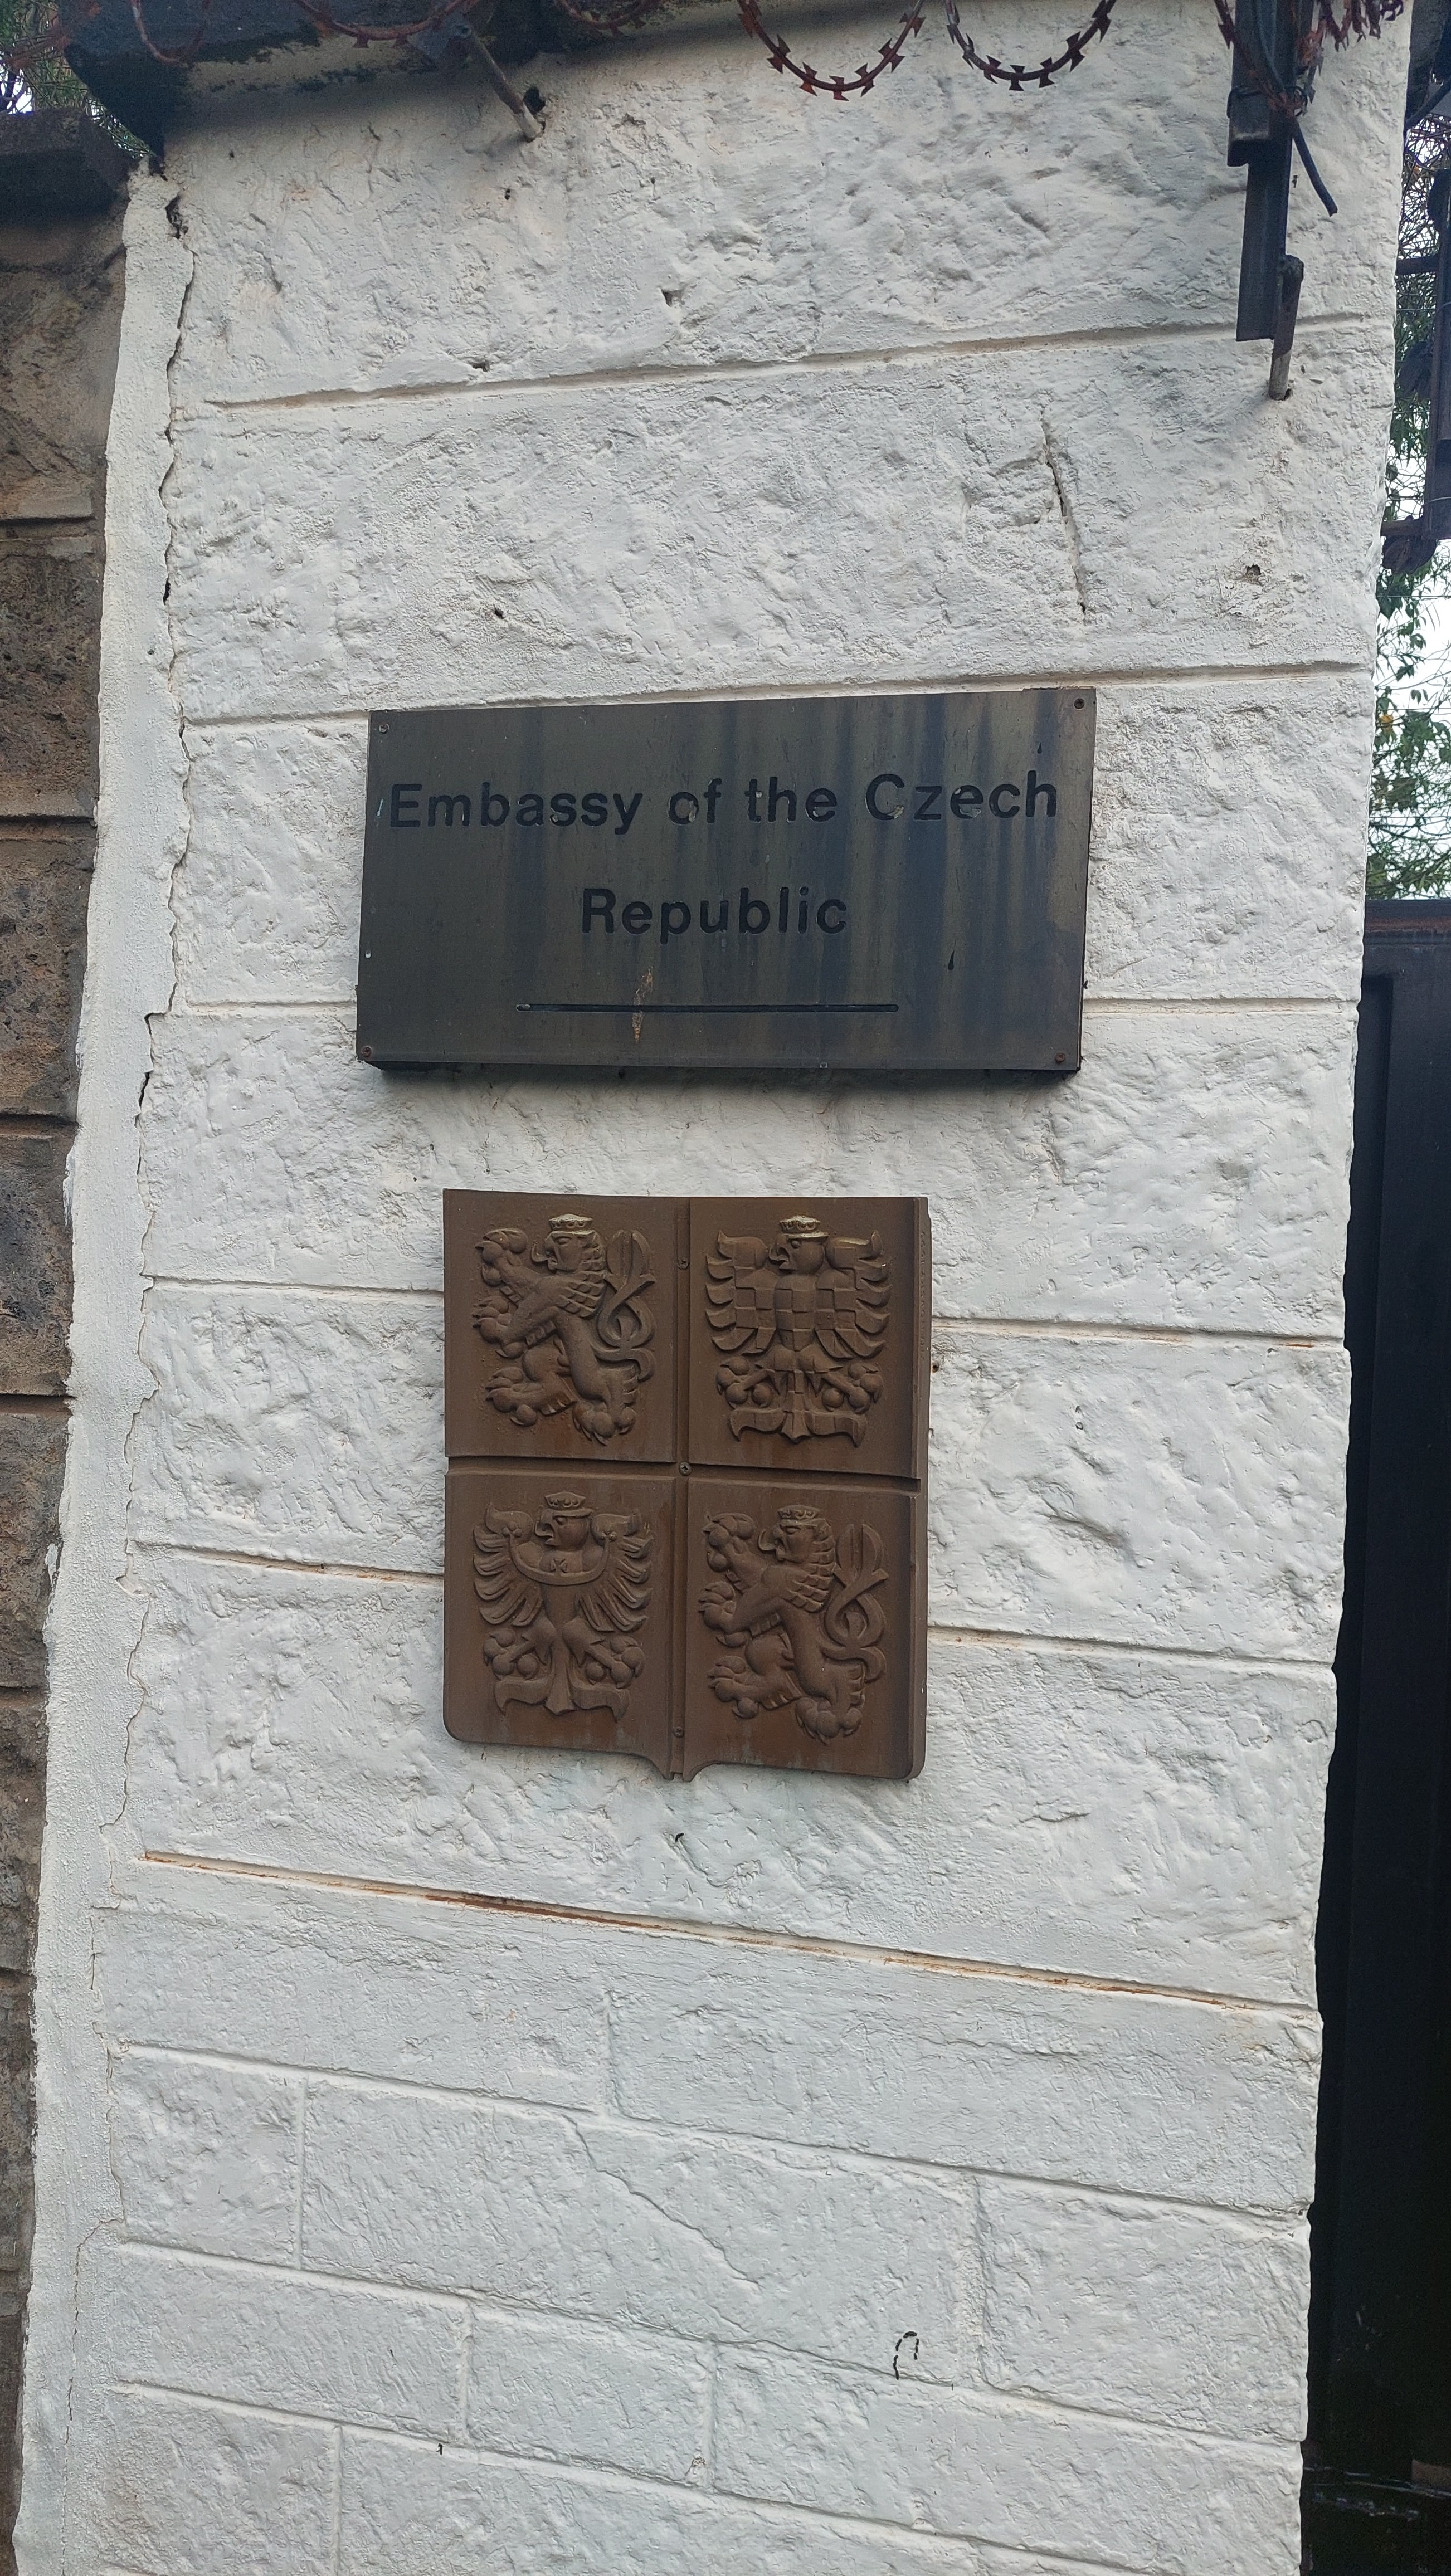 Embassy of the Czech
Republic